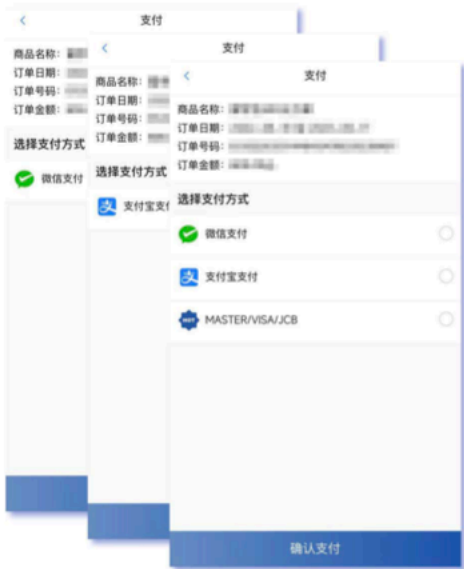 支付
商品名称:
订单日期:
订单号码:
订单金额:
选择支付方式
微信支付
支付
商品名称:
订单日期:
订单号码:
订单金额:
选择支付方式
支付宝支付
支付
商品名称:
订单日期:
订单号码:
订单金额:
选择支付方式
微信支付
支付宝支付
MASTER/VISA/JCB
确认支付